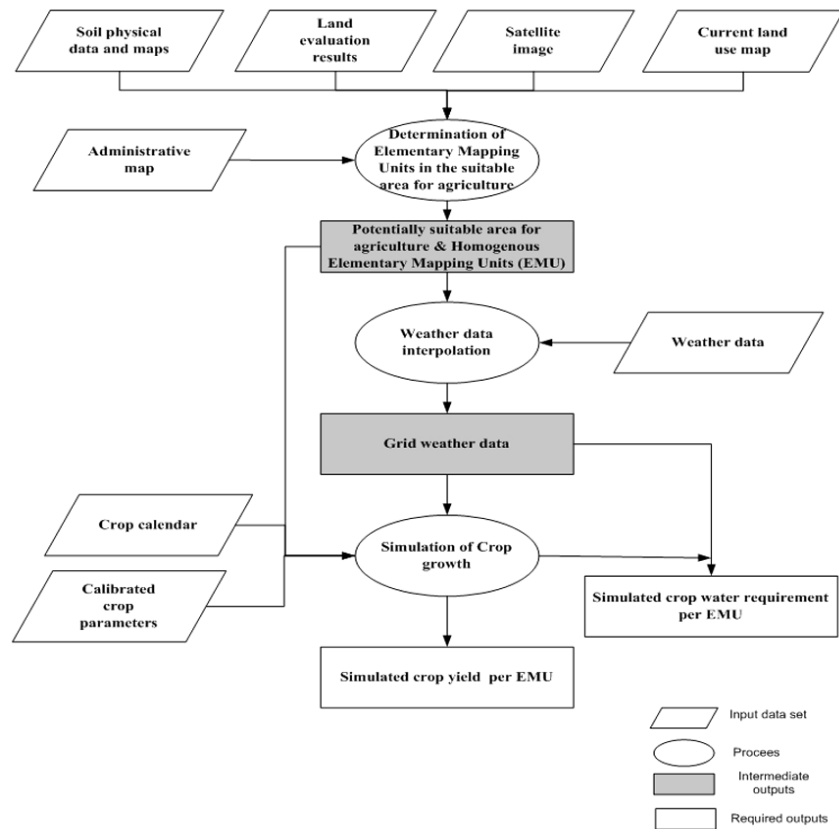 Soil physical
data and maps
Land
evaluation
results
Satellite
image
Current land
use map
Determination of
Elementary Mapping
Units in the suitable
area for agriculture
Administrative
map
Potentially suitable area for
agriculture & Homogenous
Elementary Mapping Units (EMU)
Weather data
interpolation
Weather data
Grid weather data
Crop calendar
Simulation of Crop
growth
Calibrated
crop
parameters
Simulated crop water requirement
per EMU
Simulated crop yield per EMU
Input data set
Procees
Intermediate
outputs
Required outputs